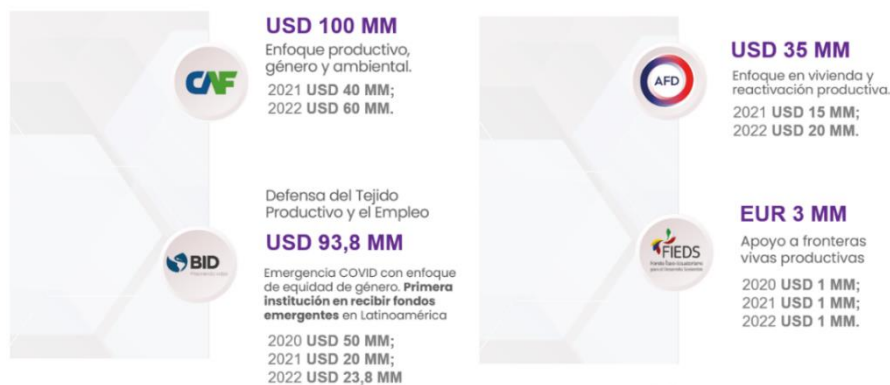 CAF
USD 100 MM
Enfoque productivo,
género y ambiental.
2021 USD 40 MM;
2022 USD 60 MM.
BID
Defensa del Tejido
Productivo y el Empleo
USD 93,8 MM
Emergencia COVID con enfoque
de equidad de género. Primera
institución en recibir fondos
emergentes en Latinoamérica
2020 USD 50 MM;
2021 USD 20 MM;
2022 USD 23,8 MM
AFD
USD 35 MM
Enfoque en vivienda y
reactivación productiva.
2021 USD 15 MM;
2022 USD 20 MM.
FIEDS
EUR 3 MM
Apoyo a fronteras
vivas productivas
2020 USD 1 MM;
2021 USD 1 MM;
2022 USD 1 MM.